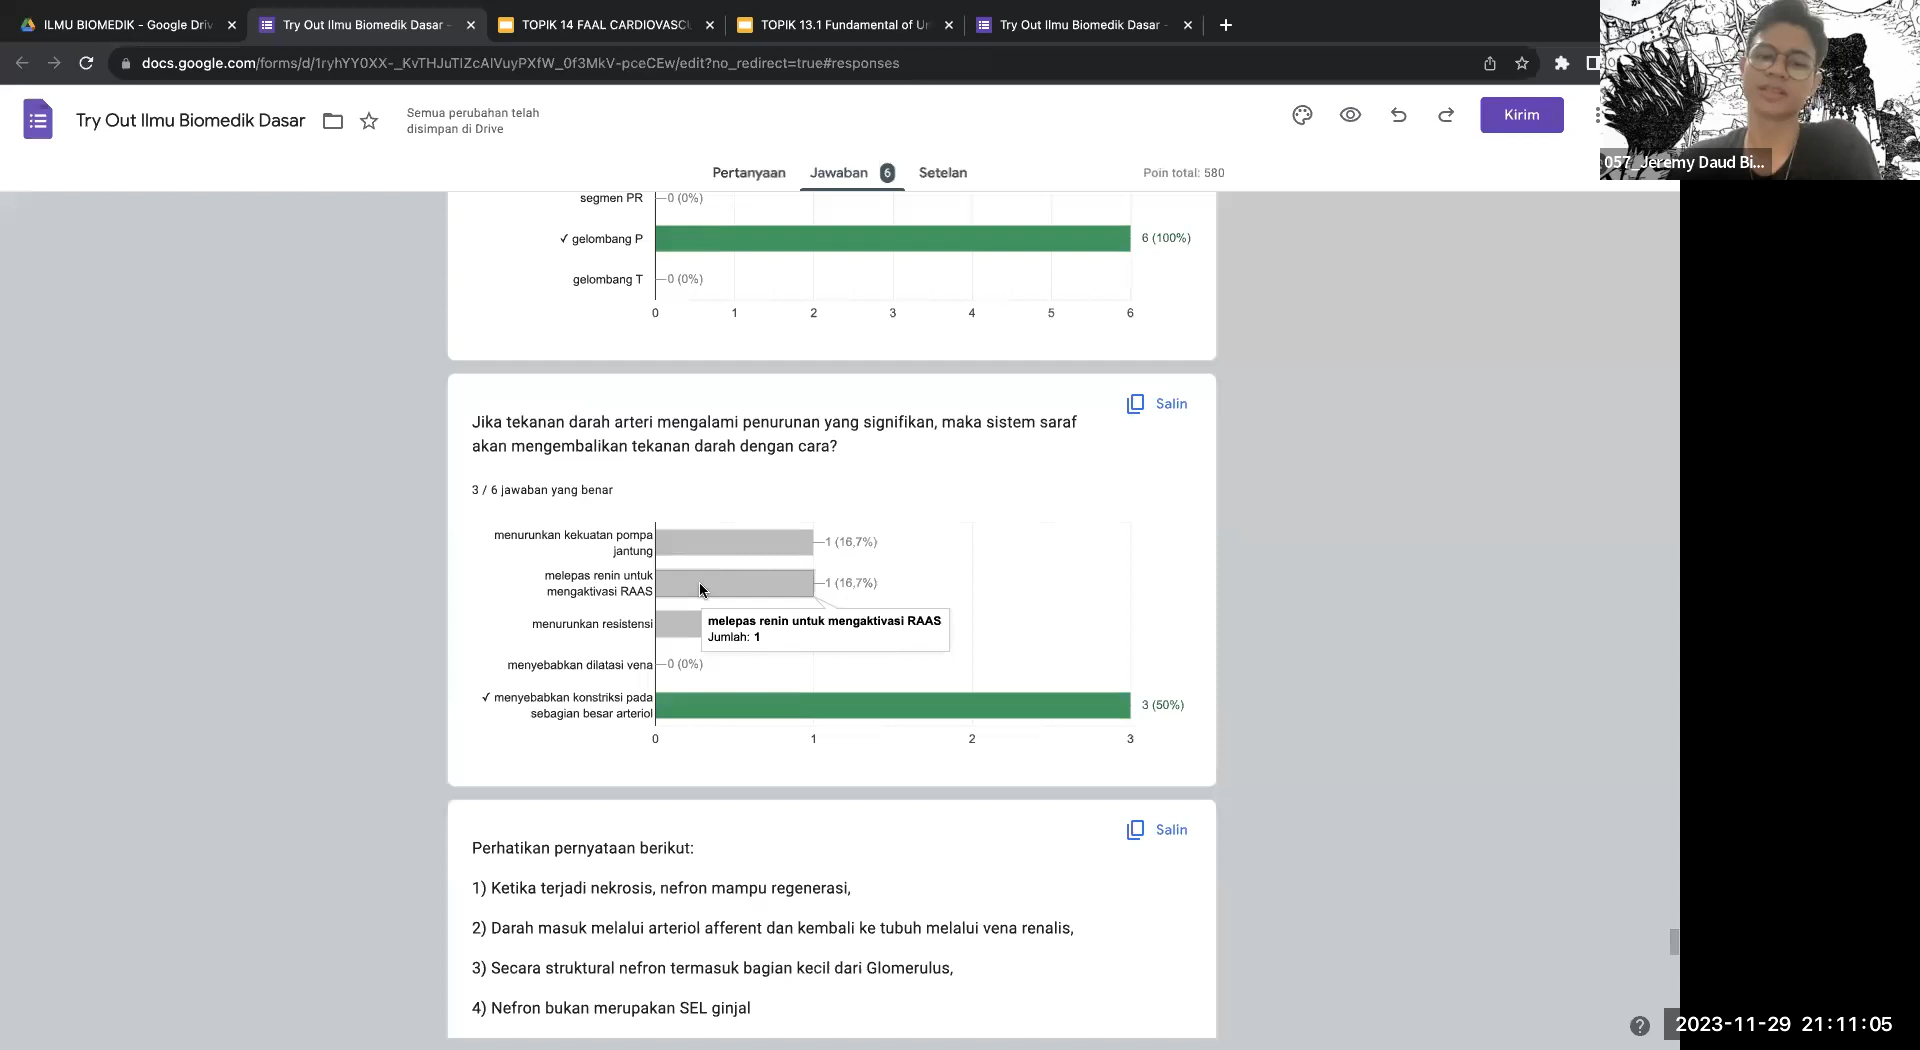 ILMU BIOMEDIK - Google Driv
Try Out Ilmu Biomedik Dasar -
TOPIK 14 FAAL CARDIOVASCU
TOPIK 13.1 Fundamental of Ur
Try Out Ilmu Biomedik Dasar -
docs.google.com/forms/d/1ryhYY0XX-_KvTHJuTlZcAlVuyPXfW_0f3MkV-pceCEw/edit?no_redirect=true#responses
Try Out Ilmu Biomedik Dasar
Semua perubahan telah
disimpan di Drive
Kirim
057_Jeremy Daud Bi...
Pertanyaan
Jawaban 6
Setelan
Poin total: 580
segmen PR
0 (0%)
✓ gelombang P
6 (100%)
gelombang T
0 (0%)
0 1 2 3 4 5 6
Salin
Jika tekanan darah arteri mengalami penurunan yang signifikan, maka sistem saraf
akan mengembalikan tekanan darah dengan cara?
3 / 6 jawaban yang benar
menurunkan kekuatan pompa
jantung
1 (16,7%)
melepas renin untuk
mengaktivasi RAAS
1 (16,7%)
menurunkan resistensi
melepas renin untuk mengaktivasi RAAS
Jumlah: 1
menyebabkan dilatasi vena
0 (0%)
✓ menyebabkan konstriksi pada
sebagian besar arteriol
3 (50%)
0 1 2 3
Salin
Perhatikan pernyataan berikut:
1) Ketika terjadi nekrosis, nefron mampu regenerasi,
2) Darah masuk melalui arteriol afferent dan kembali ke tubuh melalui vena renalis,
3) Secara struktural nefron termasuk bagian kecil dari Glomerulus,
4) Nefron bukan merupakan SEL ginjal
2023-11-29 21:11:05